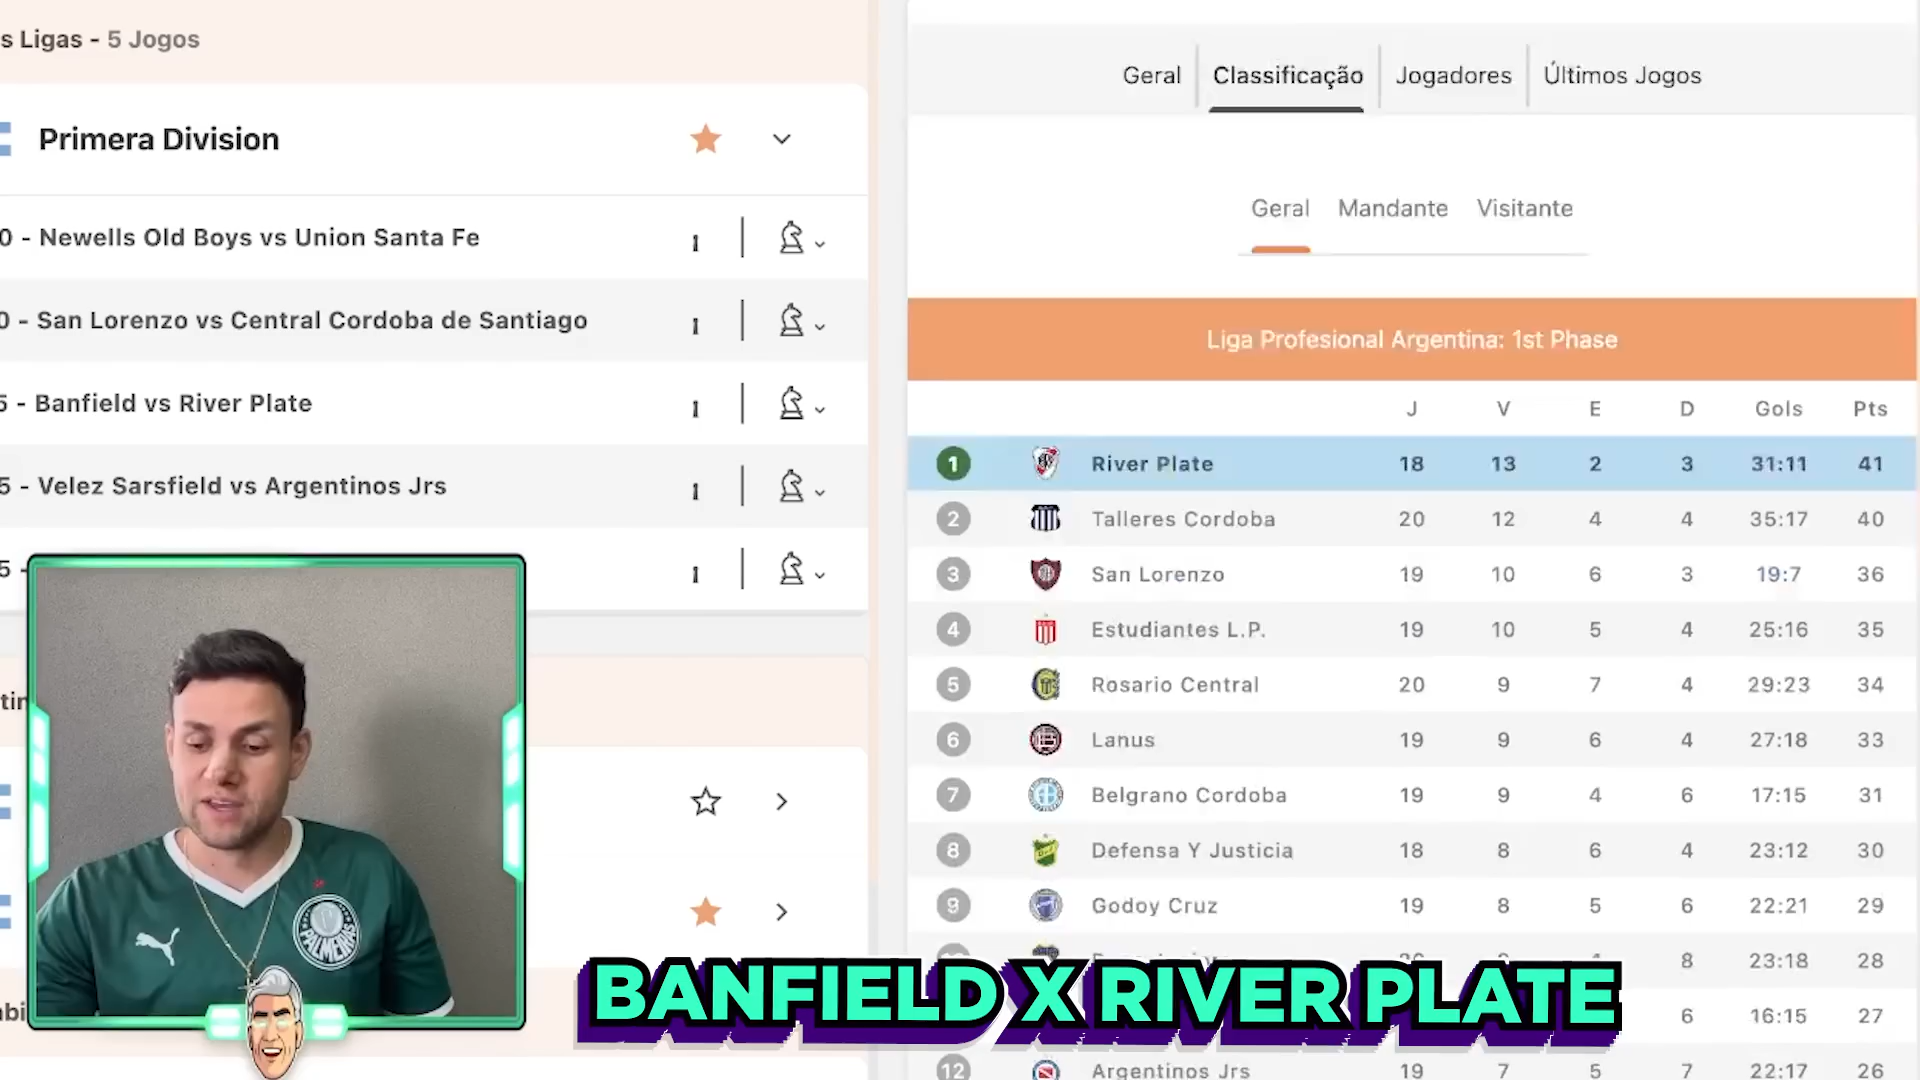 s Ligas - 5 Jogos
Primera Division
0 - Newells Old Boys vs Union Santa Fe
0 - San Lorenzo vs Central Cordoba de Santiago
5 - Banfield vs River Plate
5 - Velez Sarsfield vs Argentinos Jrs
5 -
tin
bi
PALMEIRAS
Geral Classificação Jogadores Últimos Jogos
Geral Mandante Visitante
Liga Profesional Argentina: 1st Phase
J V E D Gols Pts
1 River Plate 18 13 2 3 31:11 41
2 Talleres Cordoba 20 12 4 4 35:17 40
3 San Lorenzo 19 10 6 3 19:7 36
4 Estudiantes L.P. 19 10 5 4 25:16 35
5 Rosario Central 20 9 7 4 29:23 34
6 Lanus 19 9 6 4 27:18 33
7 Belgrano Cordoba 19 9 4 6 17:15 31
8 Defensa Y Justicia 18 8 6 4 23:12 30
9 Godoy Cruz 19 8 5 6 22:21 29
8 23:18 28
6 16:15 27
12 Argentinos Jrs 19 7 5 7 22:17 26
BANFIELD X RIVER PLATE